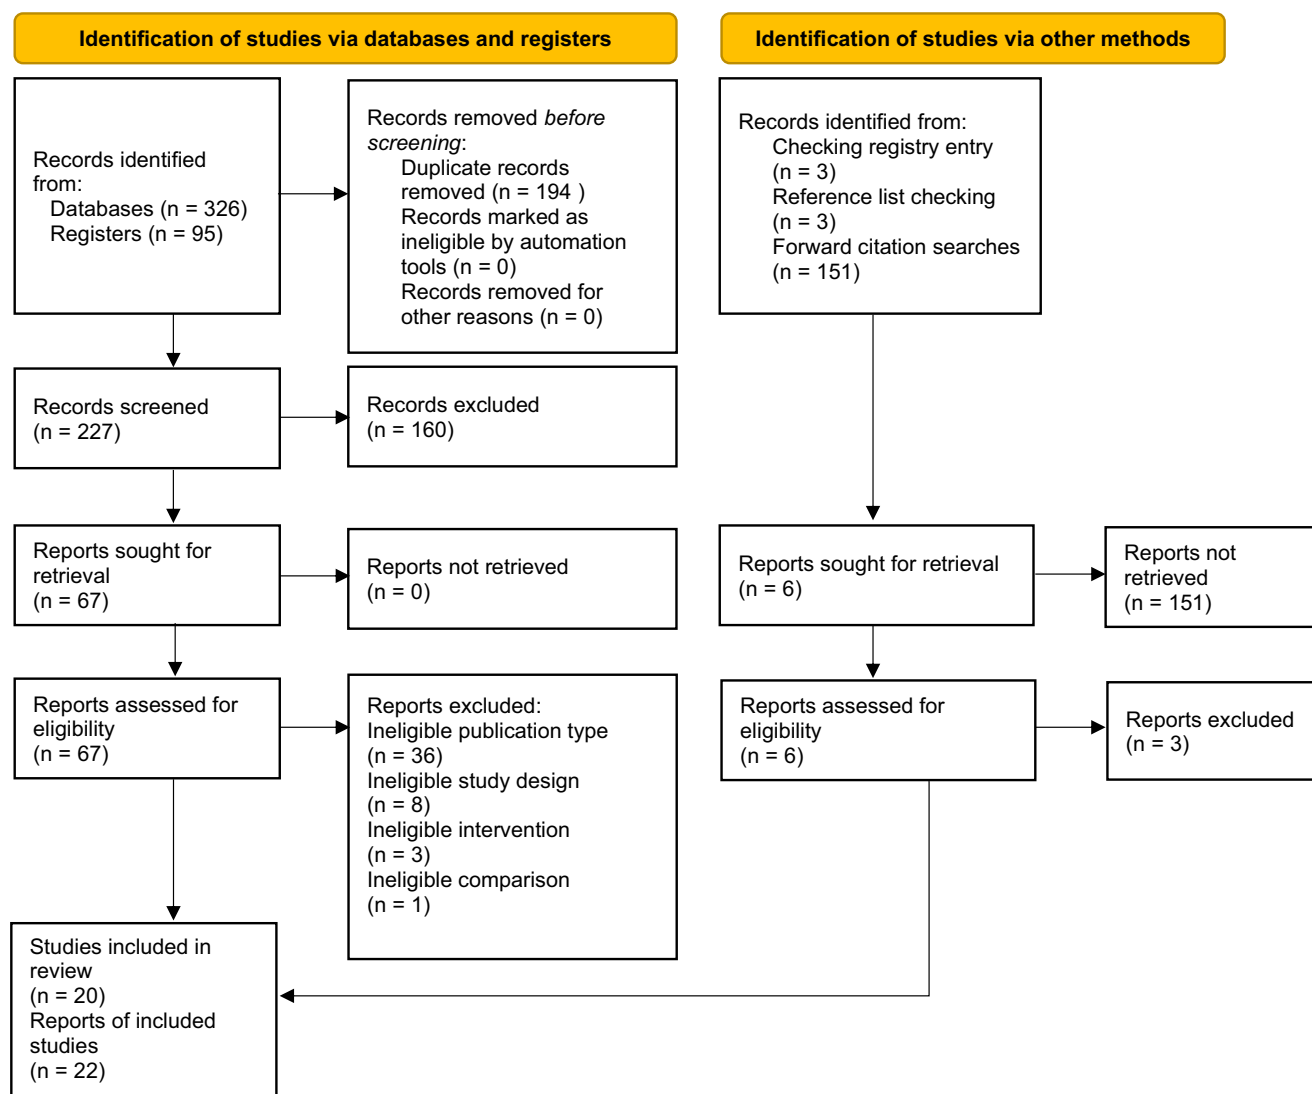 Identification of studies via databases and registers
Identification of studies via other methods
Records identified
from:
Databases (n = 326)
Registers (n = 95)
Records removed before
screening:
Duplicate records
removed (n = 194 )
Records marked as
ineligible by automation
tools (n = 0)
Records removed for
other reasons (n = 0)
Records identified from:
Checking registry entry
(n = 3)
Reference list checking
(n = 3)
Forward citation searches
(n = 151)
Records screened
(n = 227)
Records excluded
(n = 160)
Reports sought for
retrieval
(n = 67)
Reports not retrieved
(n = 0)
Reports sought for retrieval
(n = 6)
Reports not
retrieved
(n = 151)
Reports assessed for
eligibility
(n = 67)
Reports excluded:
Ineligible publication type
(n = 36)
Ineligible study design
(n = 8)
Ineligible intervention
(n = 3)
Ineligible comparison
(n = 1)
Reports assessed for
eligibility
(n = 6)
Reports excluded
(n = 3)
Studies included in
review
(n = 20)
Reports of included
studies
(n = 22)